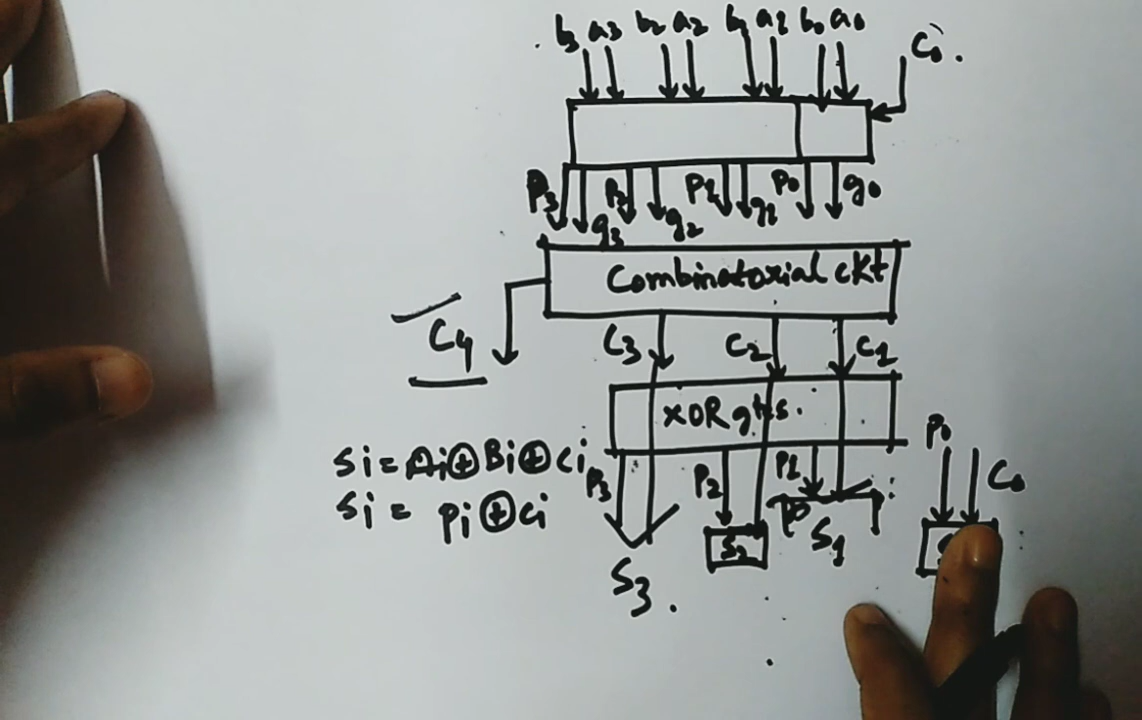 b3 a3 b2 a2 b1 a1 b0 a0
C0.
P3 g3 P2 g2 P1 g1 P0 g0
Combinatorial cKt
C4 C3 C2 C1
XOR gtes.
Si = Ai⊕Bi⊕Ci
Si = Pi⊕Ci
P3 P2 P1 P0 C0
S3. S2 S1